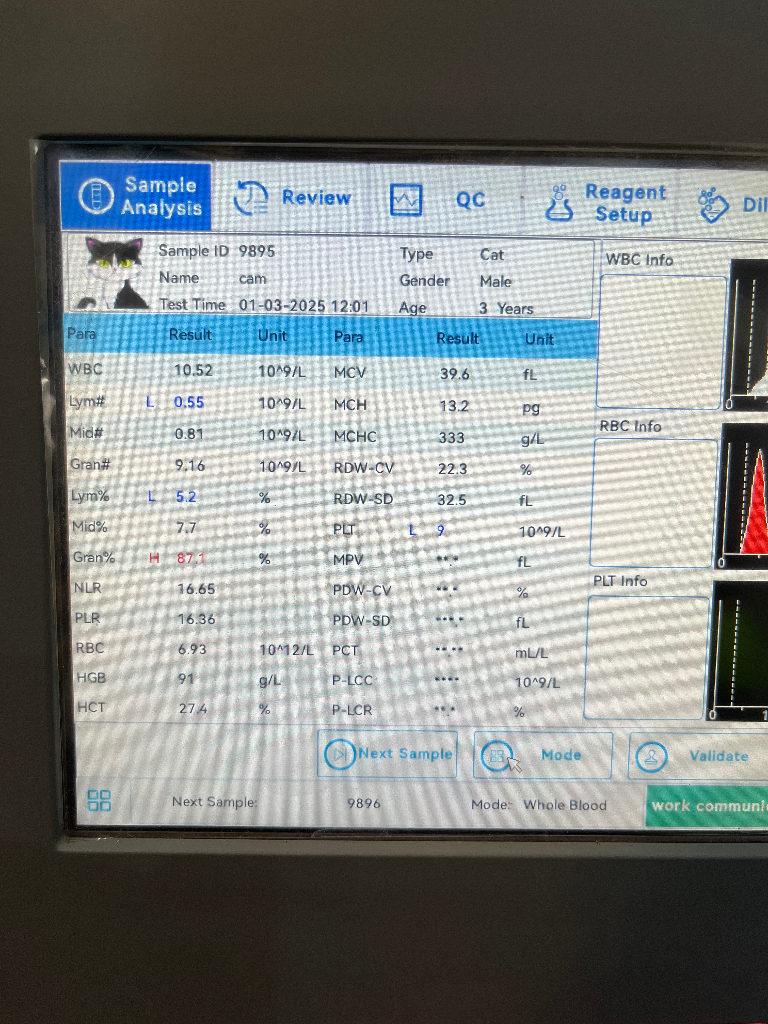 Sample Analysis Review QC Reagent Setup Dil
Sample ID 9895 Type Cat
Name cam Gender Male
Test Time 01-03-2025 12:01 Age 3 Years
WBC Info
Para Result Unit Para Result Unit
WBC 10.52 10^9/L MCV 39.6 fL
Lym# L 0.55 10^9/L MCH 13.2 pg
Mid# 0.81 10^9/L MCHC 333 g/L
Gran# 9.16 10^9/L RDW-CV 22.3 %
Lym% L 5.2 % RDW-SD 32.5 fL
Mid% 7.7 % PLT L 9 10^9/L
Gran% H 87.1 % MPV **.* fL
NLR 16.65 PDW-CV **.* %
PLR 16.36 PDW-SD ***.* fL
RBC 6.93 10^12/L PCT **.** mL/L
HGB 91 g/L P-LCC **** 10^9/L
HCT 27.4 % P-LCR **.* %
0
RBC Info
0
PLT Info
0 1
Next Sample Mode Validate
Next Sample: 9896 Mode: Whole Blood work communi